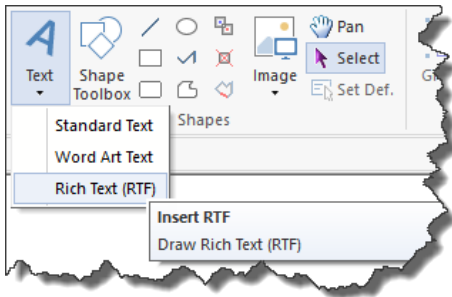 Text
Shape
Toolbox
Image
Pan
Select
Set Def.
Shapes
Standard Text
Word Art Text
Rich Text (RTF)
Insert RTF
Draw Rich Text (RTF)